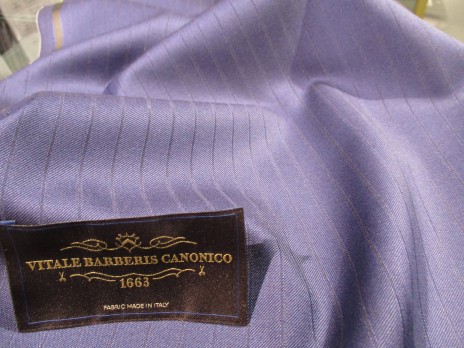 VITALE BARBERIS CANONICO
1663
FABRIC MADE IN ITALY